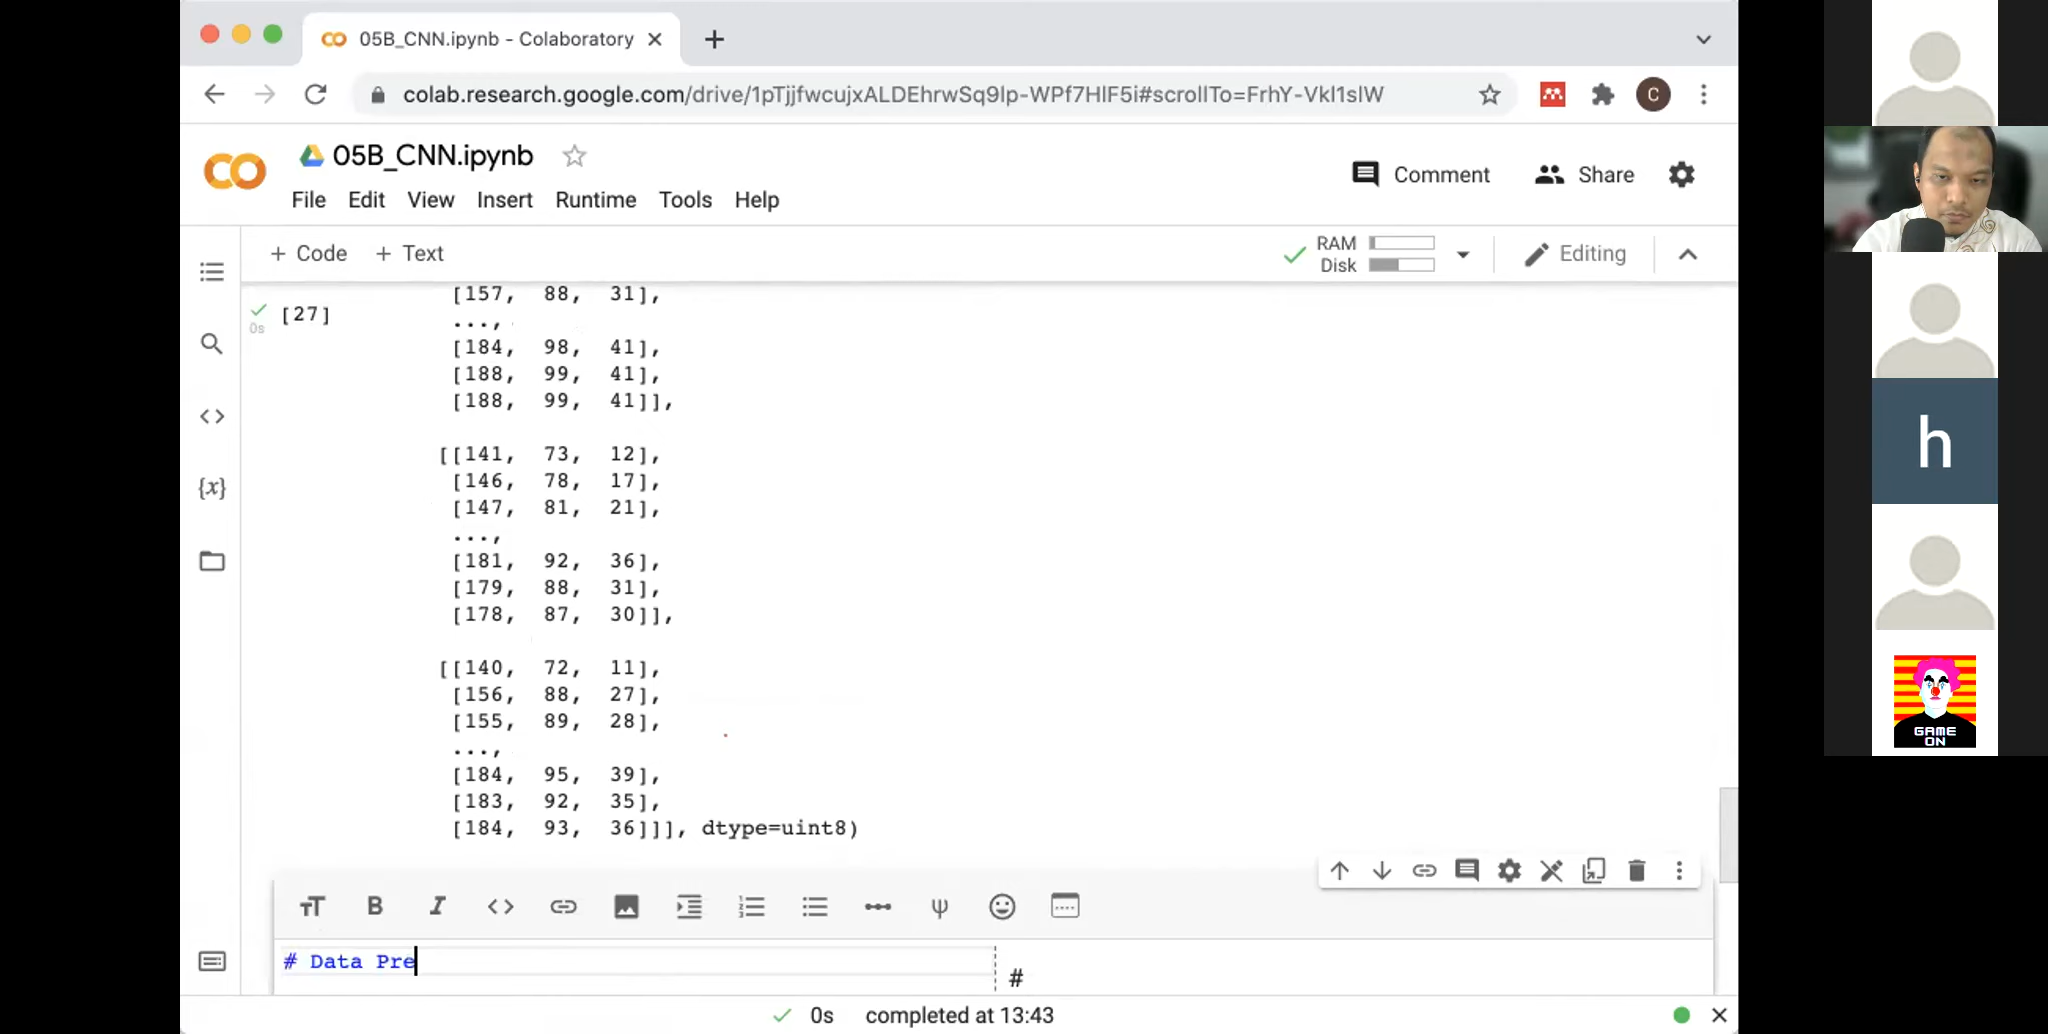 05B_CNN.ipynb - Colaboratory
colab.research.google.com/drive/1pTjjfwcujxALDEhrwSq9lp-WPf7HlF5i#scrollTo=FrhY-Vkl1slW
C
05B_CNN.ipynb
Comment
Share
File Edit View Insert Runtime Tools Help
+ Code + Text
RAM
Disk
Editing
[27]
0s
[157, 88, 31],
...,
[184, 98, 41],
[188, 99, 41],
[188, 99, 41]],
[[141, 73, 12],
[146, 78, 17],
[147, 81, 21],
...,
[181, 92, 36],
[179, 88, 31],
[178, 87, 30]],
[[140, 72, 11],
[156, 88, 27],
[155, 89, 28],
...,
[184, 95, 39],
[183, 92, 35],
[184, 93, 36]]], dtype=uint8)
# Data Pre
#
0s completed at 13:43
h
GAME
ON